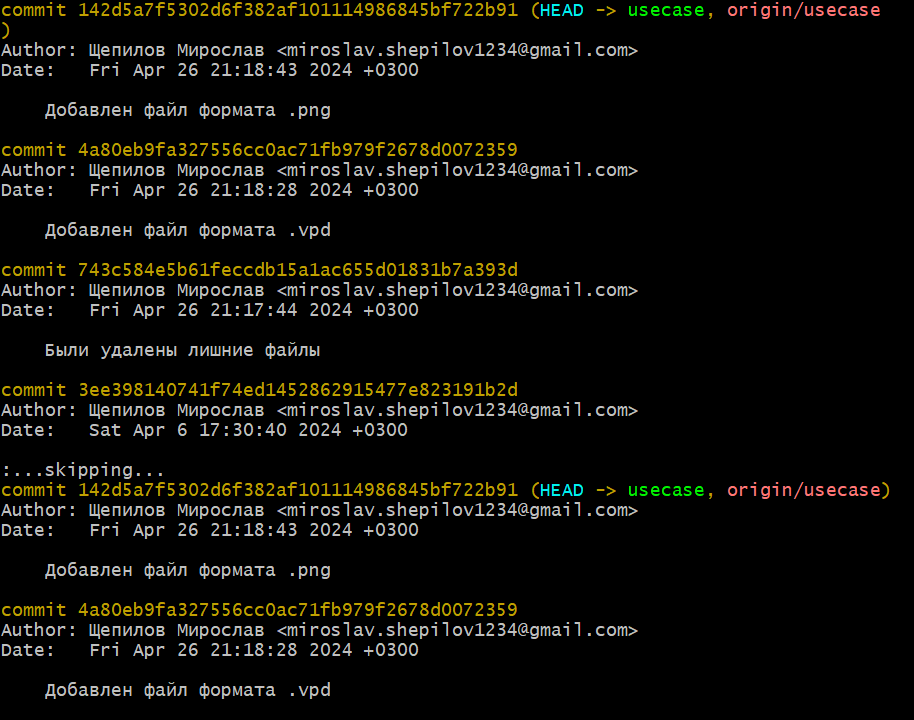 commit 142d5a7f5302d6f382af101114986845bf722b91 (HEAD -> usecase, origin/usecase
)
Author: Щепилов Мирослав <miroslav.shepilov1234@gmail.com>
Date:   Fri Apr 26 21:18:43 2024 +0300
Добавлен файл формата .png
commit 4a80eb9fa327556cc0ac71fb979f2678d0072359
Author: Щепилов Мирослав <miroslav.shepilov1234@gmail.com>
Date:   Fri Apr 26 21:18:28 2024 +0300
Добавлен файл формата .vpd
commit 743c584e5b61feccdb15a1ac655d01831b7a393d
Author: Щепилов Мирослав <miroslav.shepilov1234@gmail.com>
Date:   Fri Apr 26 21:17:44 2024 +0300
Были удалены лишние файлы
commit 3ee398140741f74ed1452862915477e823191b2d
Author: Щепилов Мирослав <miroslav.shepilov1234@gmail.com>
Date:   Sat Apr 6 17:30:40 2024 +0300
:...skipping...
commit 142d5a7f5302d6f382af101114986845bf722b91 (HEAD -> usecase, origin/usecase)
Author: Щепилов Мирослав <miroslav.shepilov1234@gmail.com>
Date:   Fri Apr 26 21:18:43 2024 +0300
Добавлен файл формата .png
commit 4a80eb9fa327556cc0ac71fb979f2678d0072359
Author: Щепилов Мирослав <miroslav.shepilov1234@gmail.com>
Date:   Fri Apr 26 21:18:28 2024 +0300
Добавлен файл формата .vpd